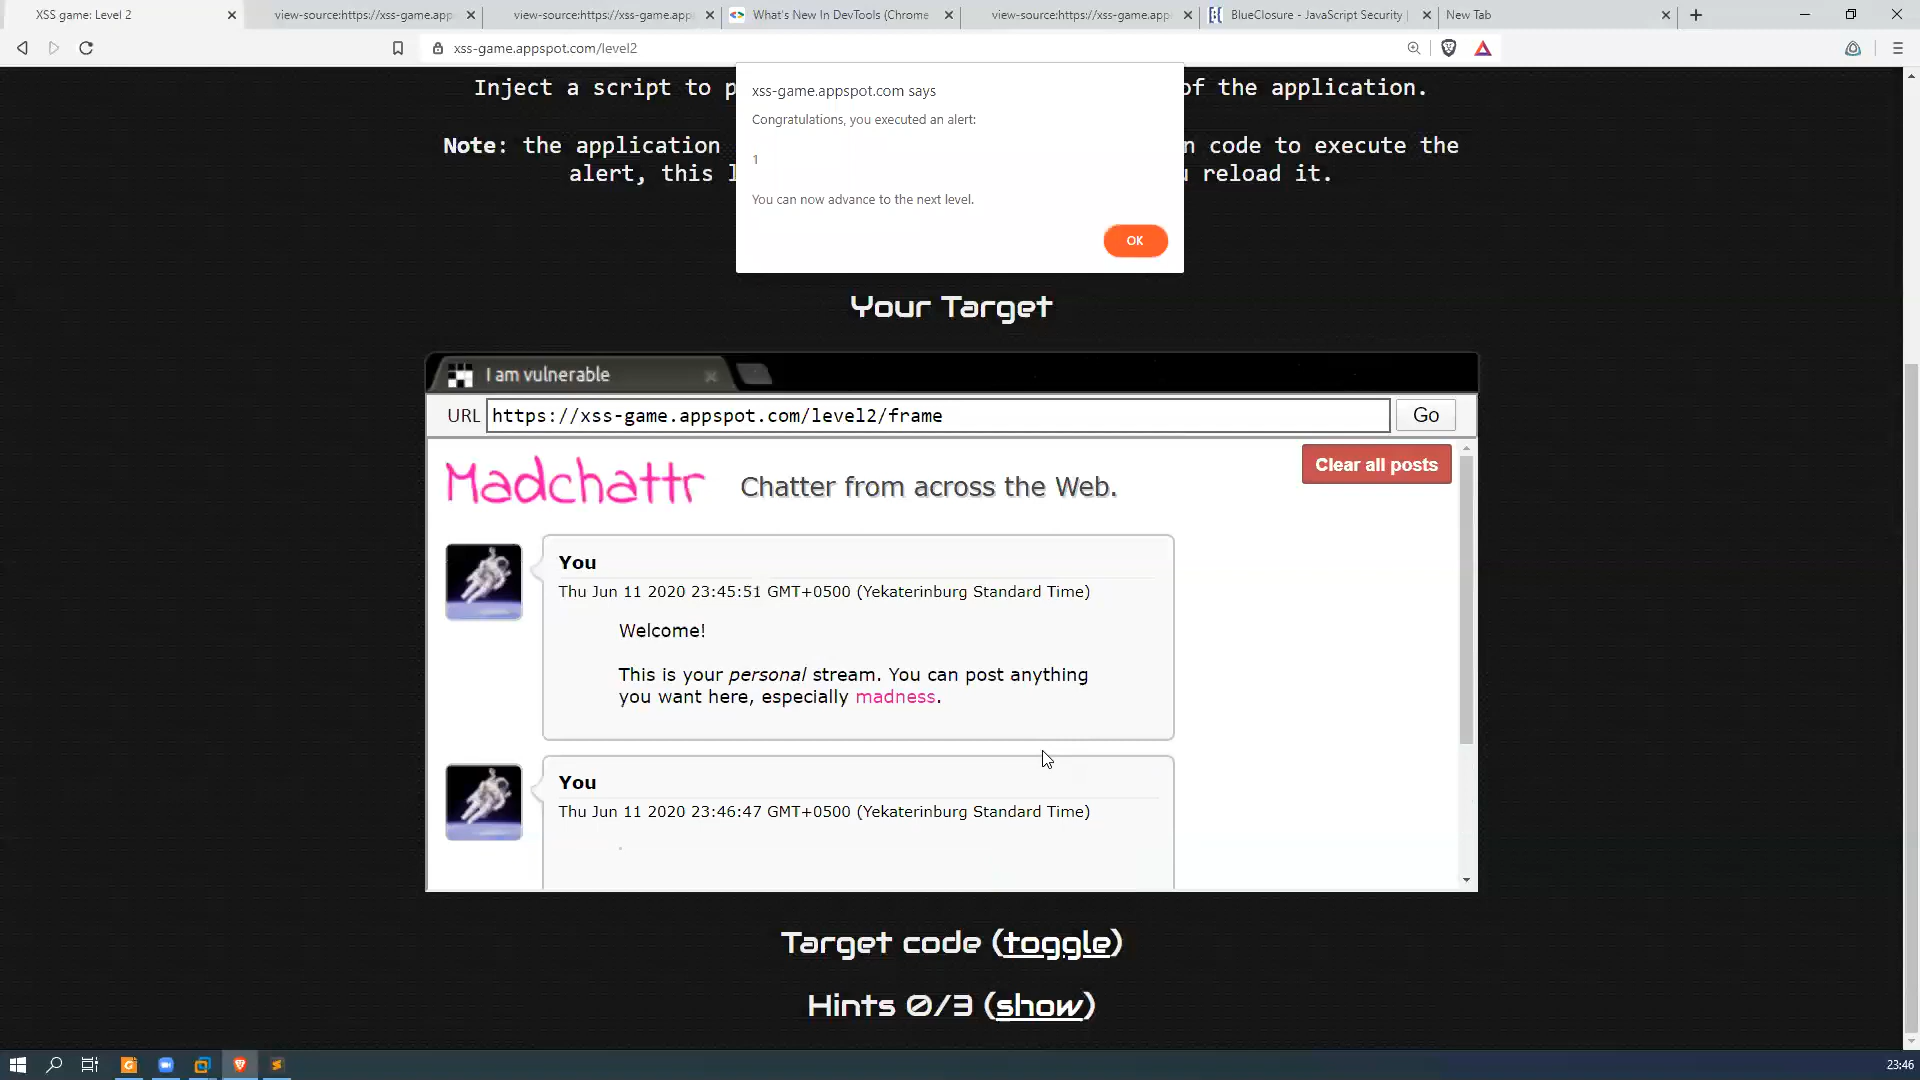 XSS game: Level 2
view-source:https://xss-game.apps
view-source:https://xss-game.apps
What's New In DevTools (Chrome
view-source:https://xss-game.apps
BlueClosure - JavaScript Security
New Tab
xss-game.appspot.com/level2
Inject a script to p
of the application.
Note: the application
n code to execute the
alert, this l
u reload it.
xss-game.appspot.com says
Congratulations, you executed an alert:
1
You can now advance to the next level.
OK
Your Target
I am vulnerable
URL https://xss-game.appspot.com/level2/frame Go
Madchattr Chatter from across the Web.
Clear all posts
You
Thu Jun 11 2020 23:45:51 GMT+0500 (Yekaterinburg Standard Time)
Welcome!
This is your personal stream. You can post anything
you want here, especially madness.
You
Thu Jun 11 2020 23:46:47 GMT+0500 (Yekaterinburg Standard Time)
Target code (toggle)
Hints 0/3 (show)
23:46